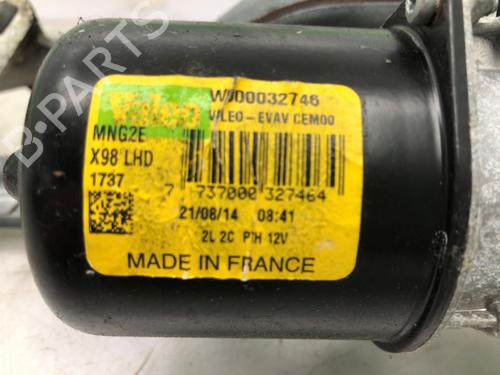 Valeo
W000032746
VALEO - EVAV CEM00
MNG2E
X98 LHD
1737
7 737000 327464
21/08/14 08:41
2L 2C P'H 12V
MADE IN FRANCE